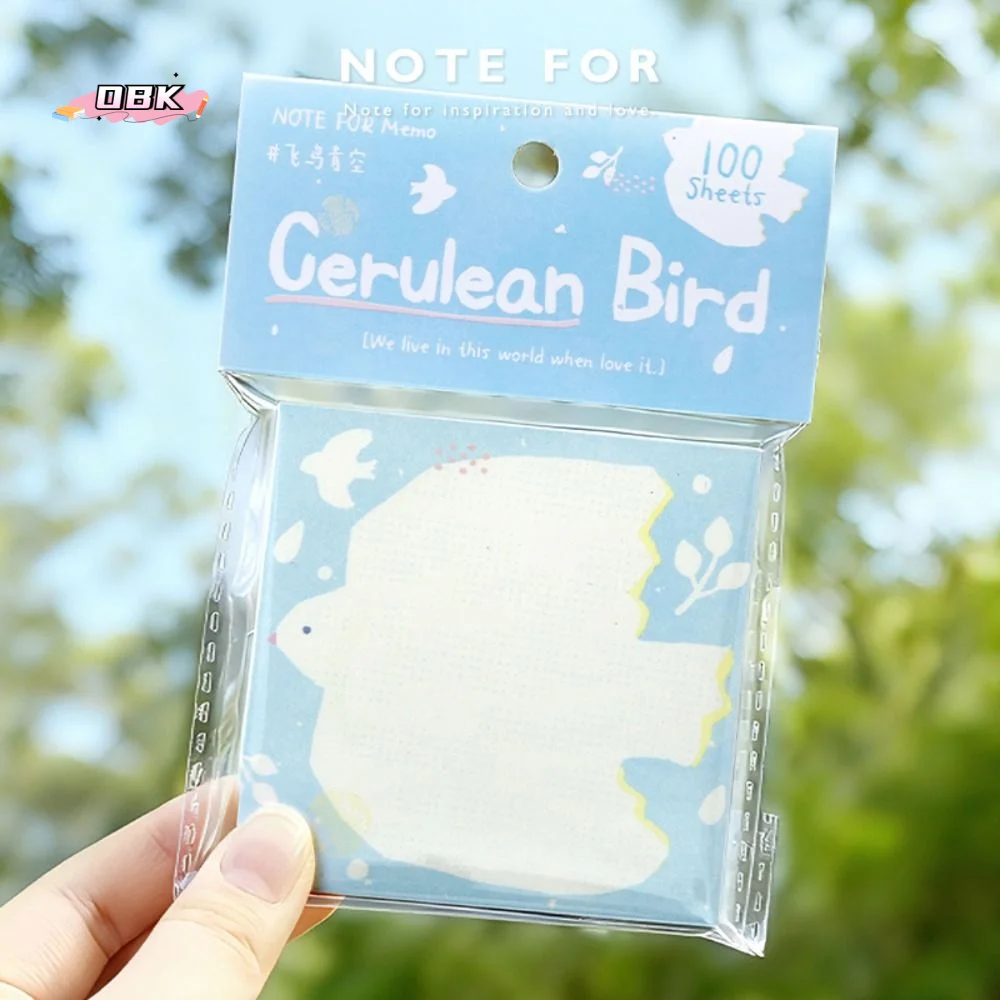 NOTE FOR
Note for inspiration and love
OBK
NOTE FOR Memo
#飞鸟青空
100
Sheets
Cerulean Bird
[We live in this world when love it.]